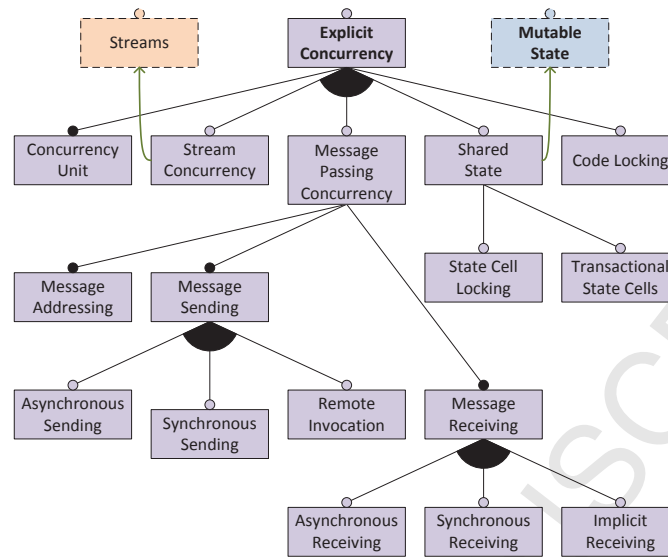 Streams
Explicit
Concurrency
Mutable
State
Concurrency
Unit
Stream
Concurrency
Message
Passing
Concurrency
Shared
State
Code Locking
Message
Addressing
Message
Sending
State Cell
Locking
Transactional
State Cells
Asynchronous
Sending
Synchronous
Sending
Remote
Invocation
Message
Receiving
Asynchronous
Receiving
Synchronous
Receiving
Implicit
Receiving